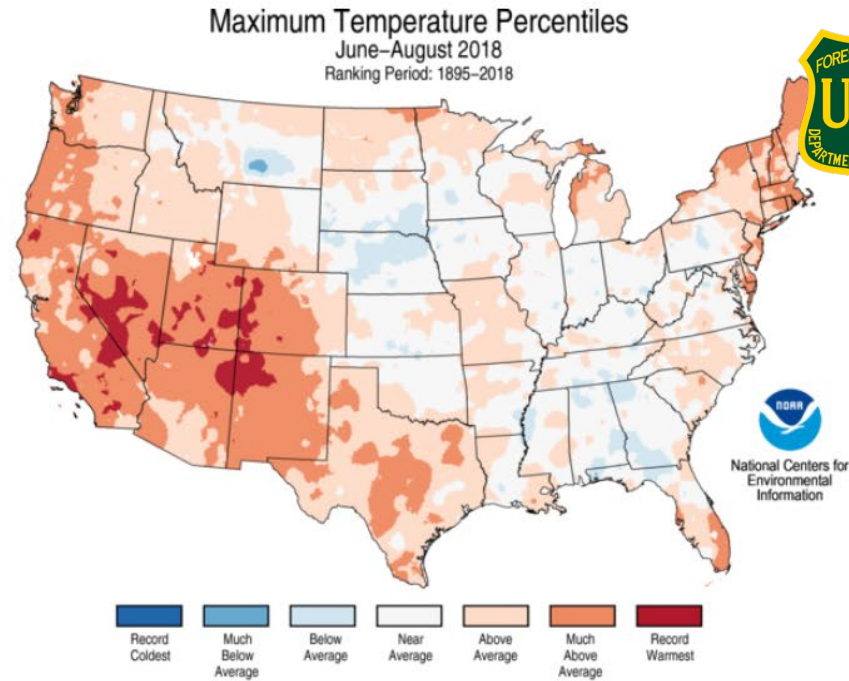 Maximum Temperature Percentiles
June–August 2018
Ranking Period: 1895–2018
U
NOAA
National Centers for
Environmental
Information
Record
Coldest
Much
Below
Average
Below
Average
Near
Average
Above
Average
Much
Above
Average
Record
Warmest